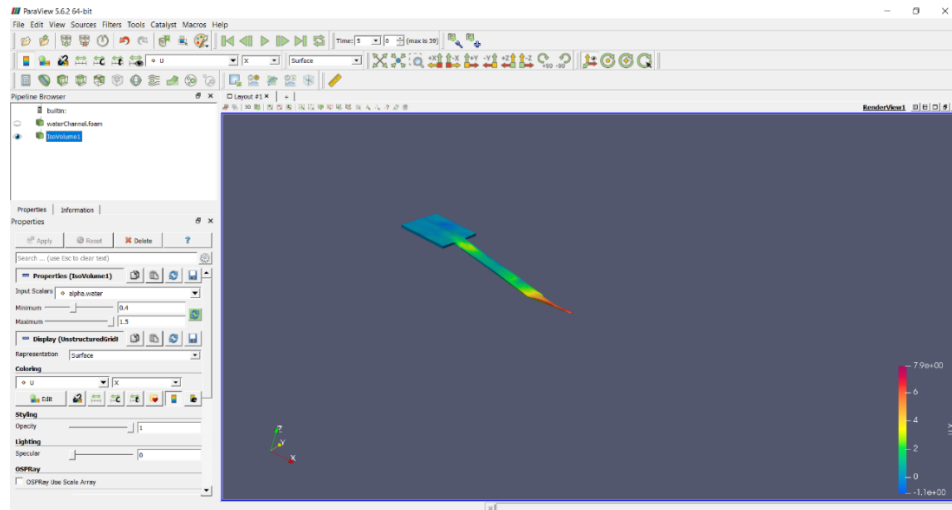 ParaView 5.6.2 64-bit
File Edit View Sources Filters Tools Catalyst Macros Help
Time: 5 0 (max is 39)
U X Surface
Pipeline Browser
Layout #1
builtin:
waterChannel.foam
IsoVolume1
RenderView1
3D
Properties Information
Properties
Apply Reset Delete ?
Search ... (use Esc to clear text)
Properties (IsoVolume1)
Input Scalars alpha.water
Minimum 0.4
Maximum 1.5
Display (UnstructuredGrid
Representation Surface
Coloring
U X
Edit
Styling
Opacity 1
Lighting
Specular 0
OSPRay
OSPRay Use Scale Array
7.9e+00
6
4
2
0
-1.1e+00
Z
Y
X